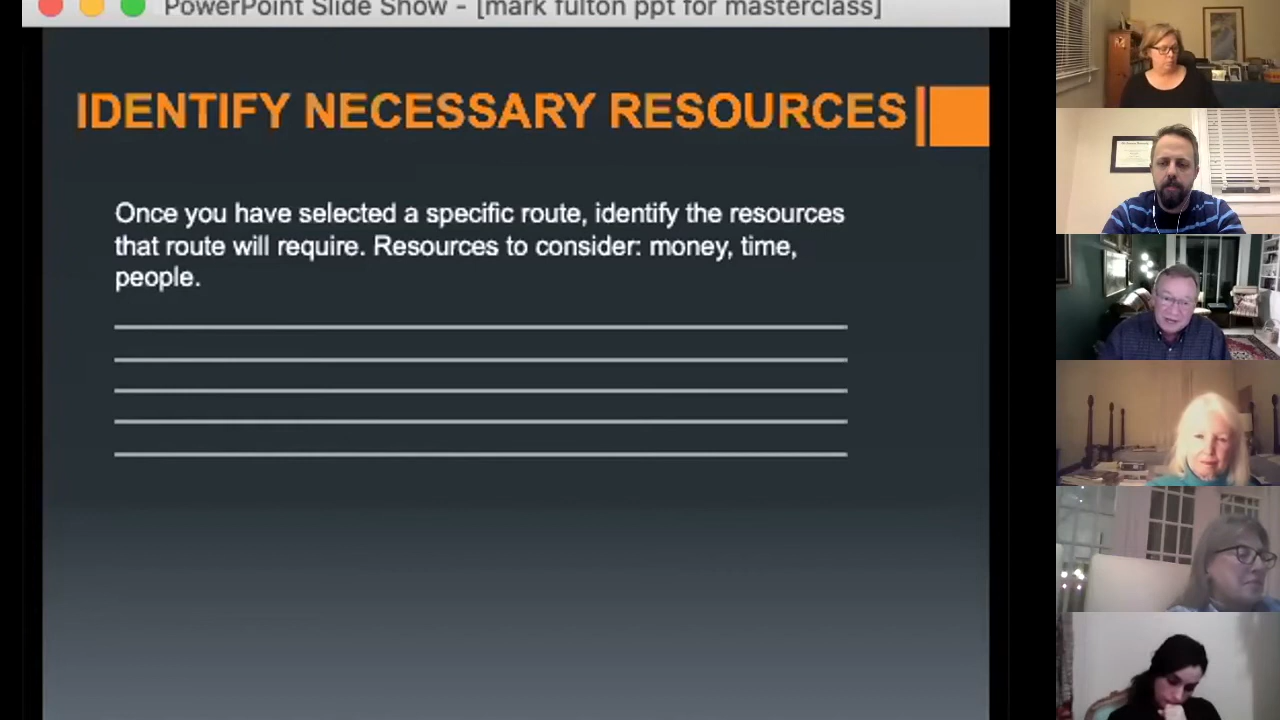 PowerPoint Slide Show - [mark fulton ppt for masterclass]
IDENTIFY NECESSARY RESOURCES
Once you have selected a specific route, identify the resources
that route will require. Resources to consider: money, time,
people.